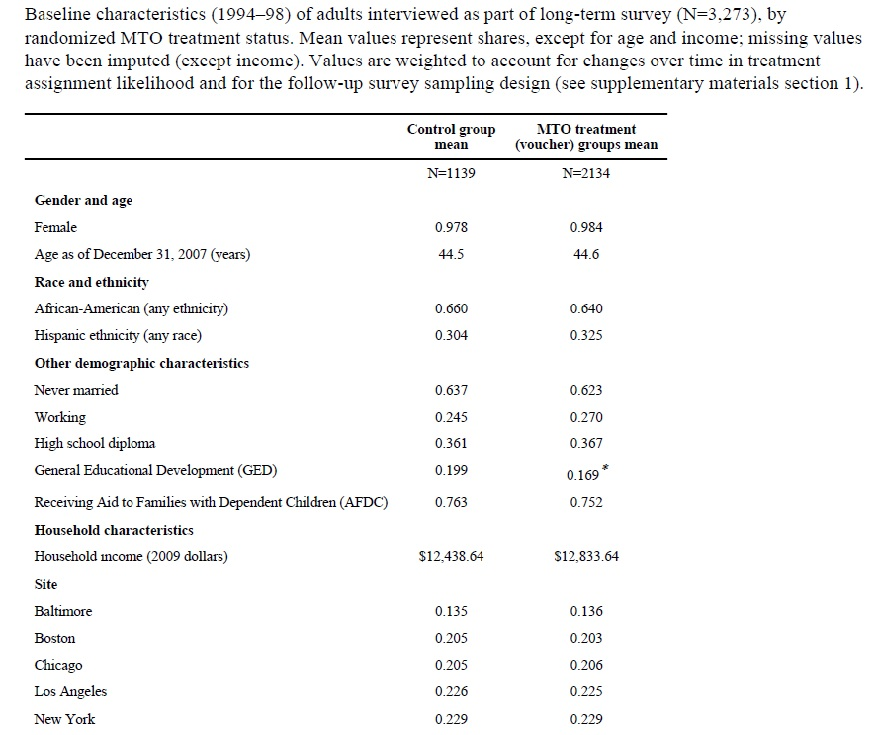 Baseline characteristics (1994–98) of adults interviewed as part of long-term survey (N=3,273), by
randomized MTO treatment status. Mean values represent shares, except for age and income; missing values
have been imputed (except income). Values are weighted to account for changes over time in treatment
assignment likelihood and for the follow-up survey sampling design (see supplementary materials section 1).
Control group mean MTO treatment (voucher) groups mean
N=1139 N=2134
Gender and age
Female 0.978 0.984
Age as of December 31, 2007 (years) 44.5 44.6
Race and ethnicity
African-American (any ethnicity) 0.660 0.640
Hispanic ethnicity (any race) 0.304 0.325
Other demographic characteristics
Never married 0.637 0.623
Working 0.245 0.270
High school diploma 0.361 0.367
General Educational Development (GED) 0.199 0.169 *
Receiving Aid to Families with Dependent Children (AFDC) 0.763 0.752
Household characteristics
Household income (2009 dollars) $12,438.64 $12,833.64
Site
Baltimore 0.135 0.136
Boston 0.205 0.203
Chicago 0.205 0.206
Los Angeles 0.226 0.225
New York 0.229 0.229